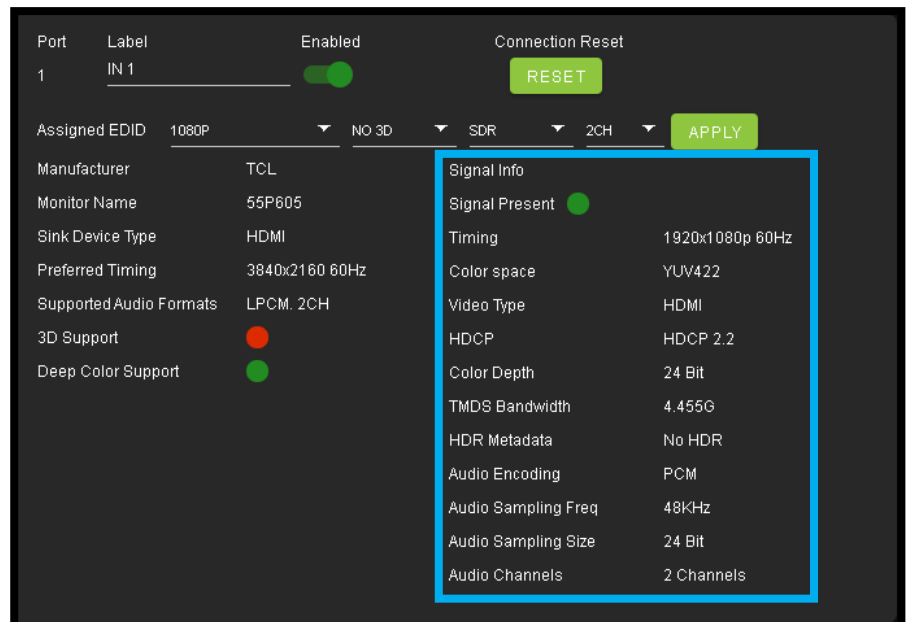 Port Label Enabled Connection Reset
1 IN 1 RESET
Assigned EDID 1080P NO 3D SDR 2CH APPLY
Manufacturer TCL
Monitor Name 55P605
Sink Device Type HDMI
Preferred Timing 3840x2160 60Hz
Supported Audio Formats LPCM. 2CH
3D Support
Deep Color Support
Signal Info
Signal Present
Timing 1920x1080p 60Hz
Color space YUV422
Video Type HDMI
HDCP HDCP 2.2
Color Depth 24 Bit
TMDS Bandwidth 4.455G
HDR Metadata No HDR
Audio Encoding PCM
Audio Sampling Freq 48KHz
Audio Sampling Size 24 Bit
Audio Channels 2 Channels